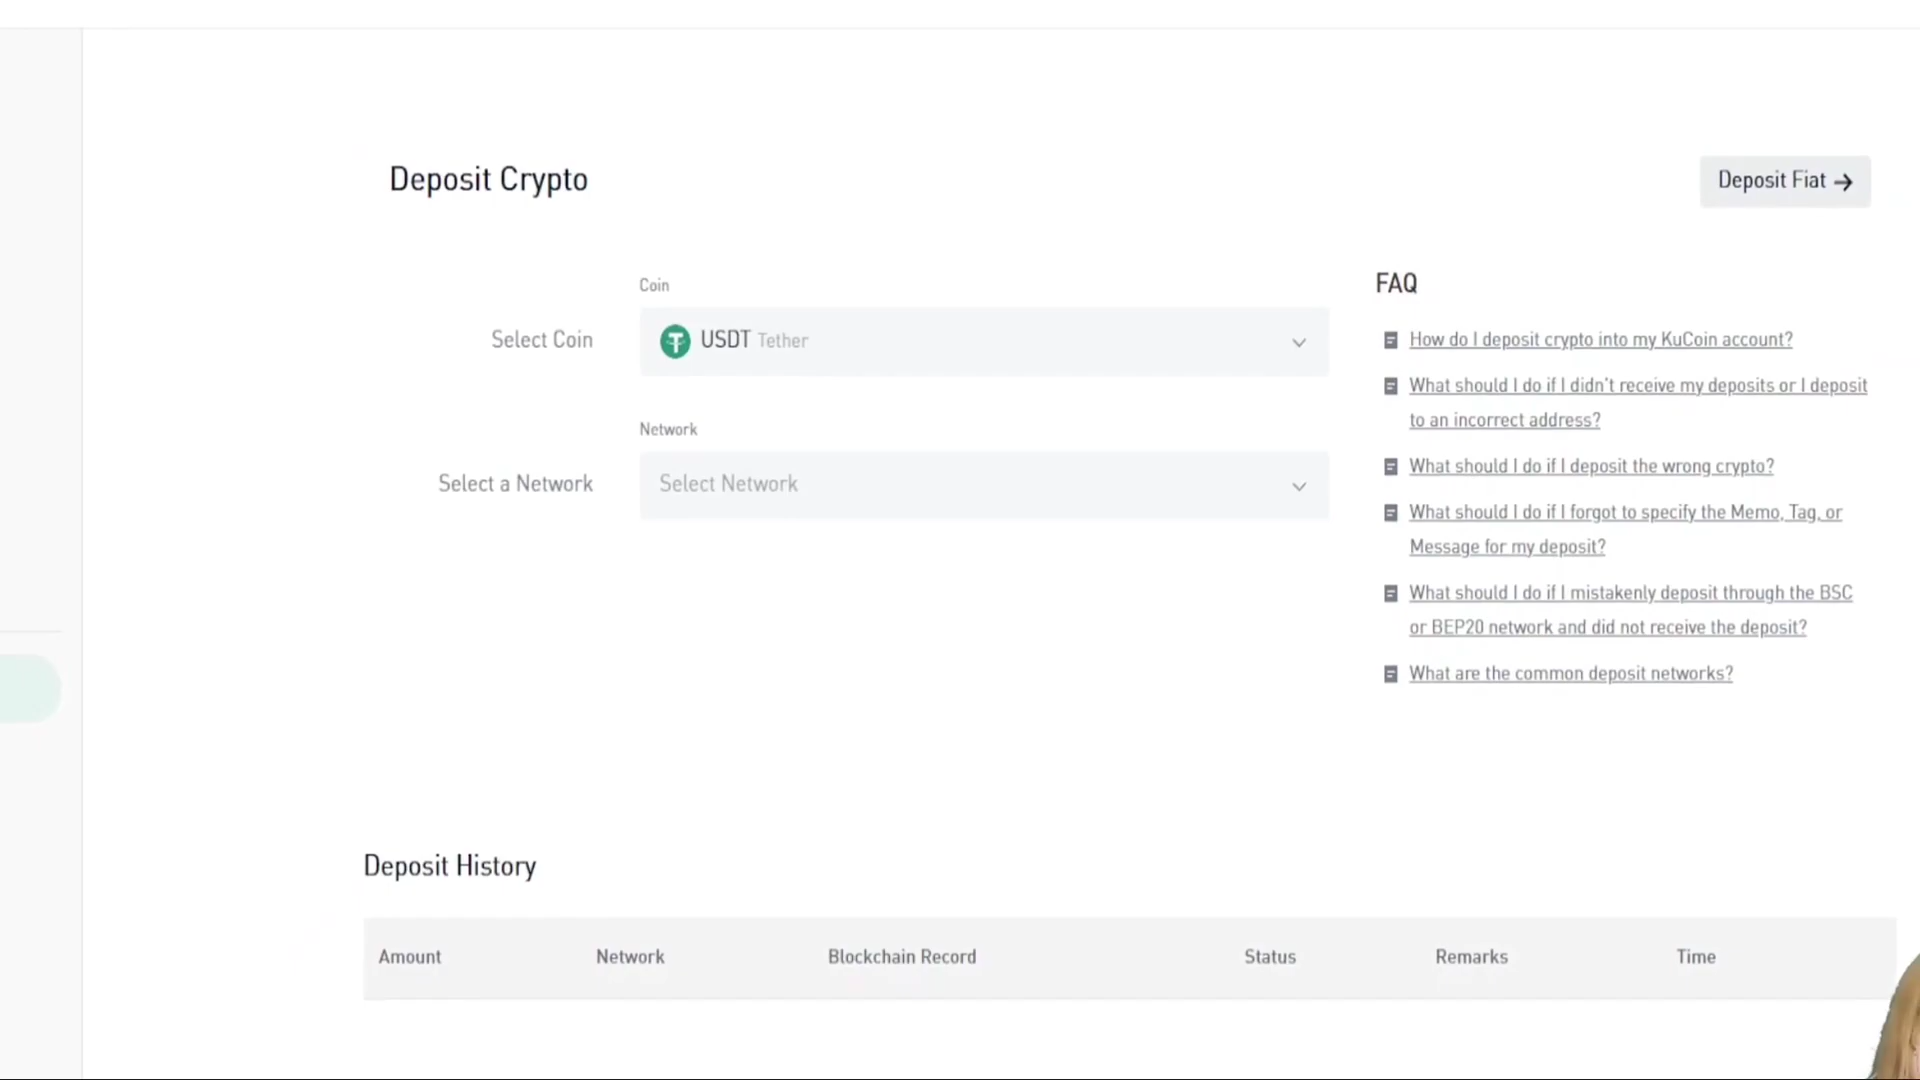 Deposit Crypto
Deposit Fiat
Coin
Select Coin
USDT Tether
Network
Select a Network
Select Network
FAQ
How do I deposit crypto into my KuCoin account?
What should I do if I didn't receive my deposits or I deposit
to an incorrect address?
What should I do if I deposit the wrong crypto?
What should I do if I forgot to specify the Memo, Tag, or
Message for my deposit?
What should I do if I mistakenly deposit through the BSC
or BEP20 network and did not receive the deposit?
What are the common deposit networks?
Deposit History
Amount Network Blockchain Record Status Remarks Time